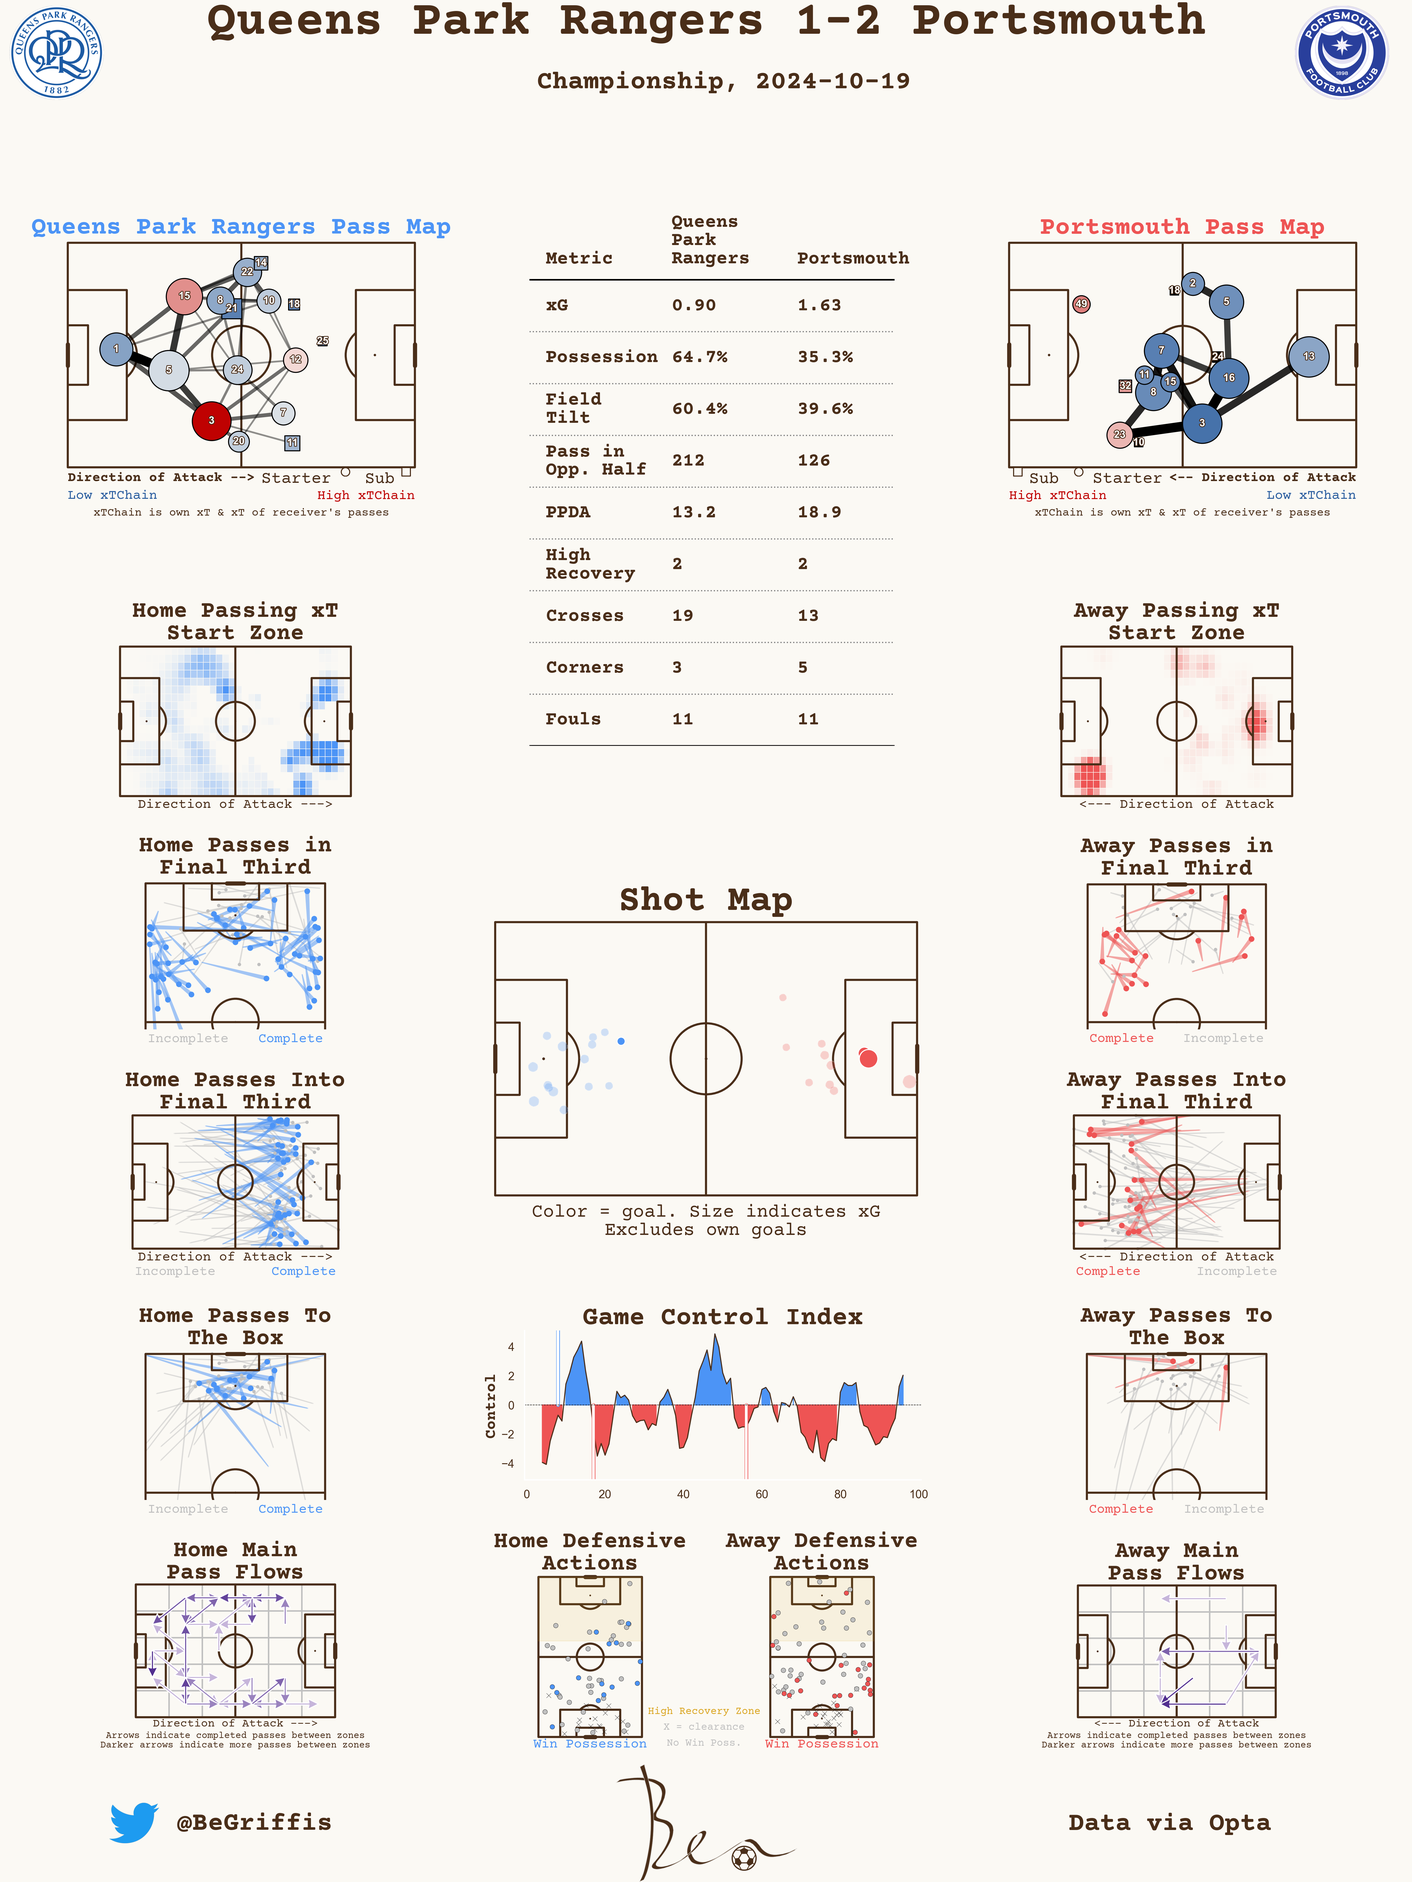 Queens Park Rangers 1-2 Portsmouth
Championship, 2024-10-19
QUEENS PARK RANGERS
1882
PORTSMOUTH
1898
FOOTBALL CLUB
Queens Park Rangers Pass Map
14
22
15
8
10
18
21
25
1
12
5
24
7
3
20
11
Direction of Attack --> Starter Sub
Low xTChain High xTChain
xTChain is own xT & xT of receiver's passes
Metric Queens Park Rangers Portsmouth
xG 0.90 1.63
Possession 64.7% 35.3%
Field Tilt 60.4% 39.6%
Pass in Opp. Half 212 126
PPDA 13.2 18.9
High Recovery 2 2
Crosses 19 13
Corners 3 5
Fouls 11 11
Portsmouth Pass Map
2
18
49
5
7
24
13
11
15
16
32
8
3
23
10
Sub Starter <-- Direction of Attack
High xTChain Low xTChain
xTChain is own xT & xT of receiver's passes
Home Passing xT
Start Zone
Direction of Attack --->
Away Passing xT
Start Zone
<--- Direction of Attack
Home Passes in
Final Third
Incomplete Complete
Away Passes in
Final Third
Complete Incomplete
Shot Map
Color = goal. Size indicates xG
Excludes own goals
Home Passes Into
Final Third
Direction of Attack --->
Incomplete Complete
Away Passes Into
Final Third
<--- Direction of Attack
Complete Incomplete
Home Passes To
The Box
Incomplete Complete
Game Control Index
Control
4
2
0
−2
−4
0 20 40 60 80 100
Away Passes To
The Box
Complete Incomplete
Home Main
Pass Flows
Direction of Attack --->
Arrows indicate completed passes between zones
Darker arrows indicate more passes between zones
Home Defensive
Actions
Win Possession
Away Defensive
Actions
Win Possession
High Recovery Zone
X = clearance
No Win Poss.
Away Main
Pass Flows
<--- Direction of Attack
Arrows indicate completed passes between zones
Darker arrows indicate more passes between zones
@BeGriffis
Ben
Data via Opta